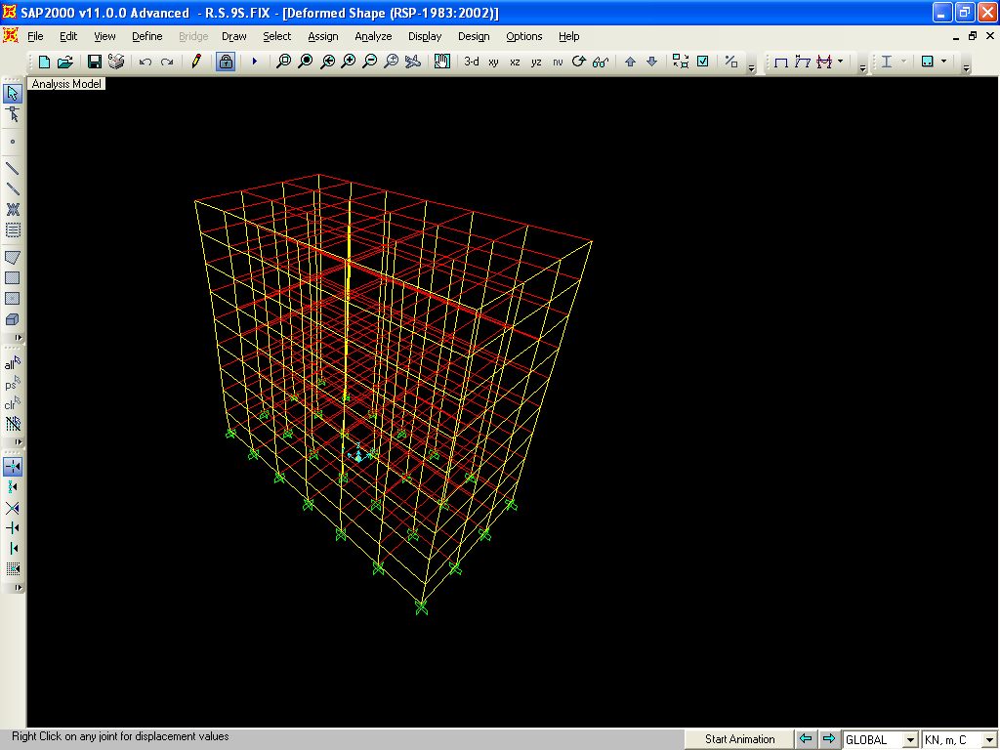 SAP2000 v11.0.0 Advanced - R.S.9S.FIX - [Deformed Shape (RSP-1983:2002)]
File Edit View Define Bridge Draw Select Assign Analyze Display Design Options Help
3-d xy xz yz nv
Analysis Model
all
ps
clr
Right Click on any joint for displacement values
Start Animation
GLOBAL
KN, m, C